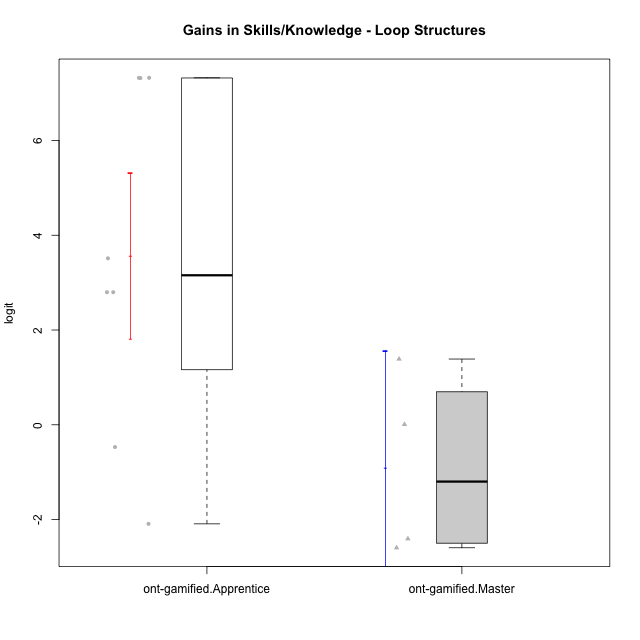 Gains in Skills/Knowledge - Loop Structures
logit
6
4
2
0
-2
ont-gamified.Apprentice
ont-gamified.Master